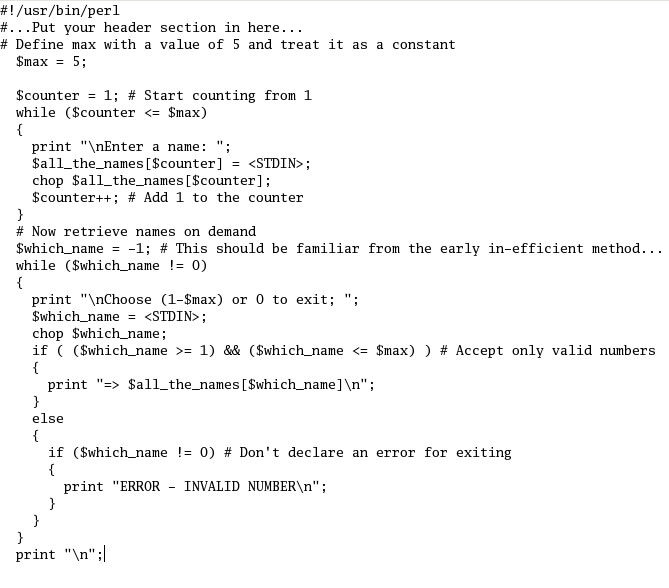 #!/usr/bin/perl
#...Put your header section in here...
# Define max with a value of 5 and treat it as a constant
  $max = 5;

  $counter = 1; # Start counting from 1
  while ($counter <= $max)
  {
    print "\nEnter a name: ";
    $all_the_names[$counter] = <STDIN>;
    chop $all_the_names[$counter];
    $counter++; # Add 1 to the counter
  }
  # Now retrieve names on demand
  $which_name = -1; # This should be familiar from the early in-efficient method...
  while ($which_name != 0)
  {
    print "\nChoose (1-$max) or 0 to exit; ";
    $which_name = <STDIN>;
    chop $which_name;
    if ( ($which_name >= 1) && ($which_name <= $max) ) # Accept only valid numbers
    {
      print "=> $all_the_names[$which_name]\n";
    }
    else
    {
      if ($which_name != 0) # Don't declare an error for exiting
      {
        print "ERROR - INVALID NUMBER\n";
      }
    }
  }
  print "\n";